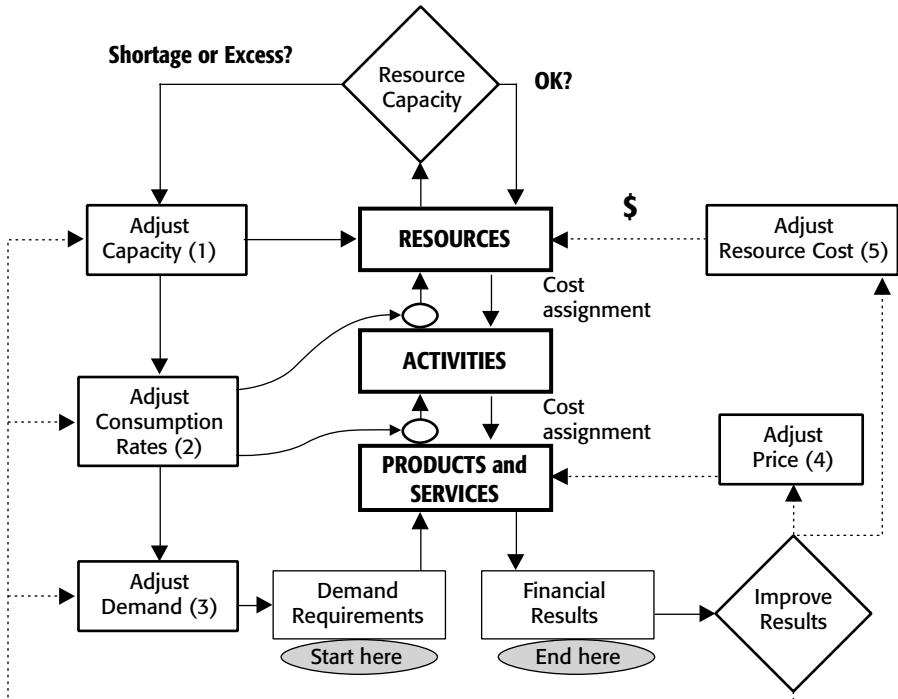 Shortage or Excess?
Resource
Capacity
OK?
Adjust
Capacity (1)
RESOURCES
$
Adjust
Resource Cost (5)
Cost
assignment
ACTIVITIES
Adjust
Consumption
Rates (2)
Cost
assignment
PRODUCTS and
SERVICES
Adjust
Price (4)
Adjust
Demand (3)
Demand
Requirements
Start here
Financial
Results
End here
Improve
Results